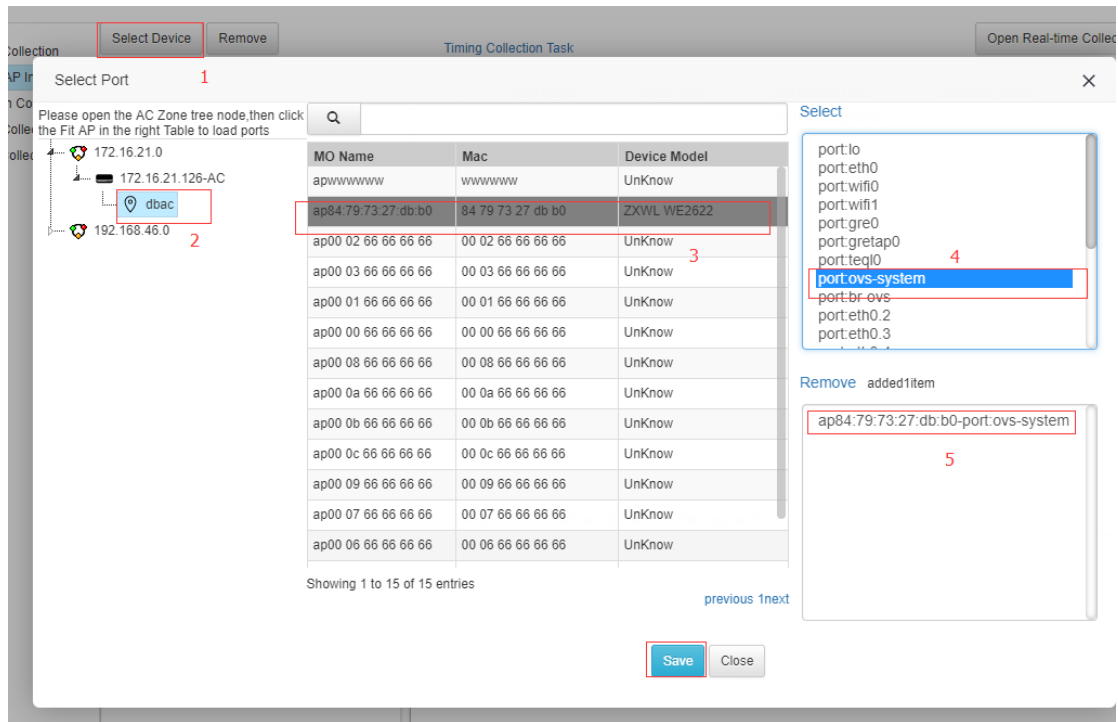 Select Device
Remove
Timing Collection Task
Open Real-time Collec
Collection
AP In
1
Select Port
×
n Co
Please open the AC Zone tree node,then click
the Fit AP in the right Table to load ports
Select
172.16.21.0
172.16.21.126-AC
dbac
192.168.46.0
2
MO Name Mac Device Model
apwwwwww wwwwww UnKnow
ap84:79:73:27:db:b0 84 79 73 27 db b0 ZXWL WE2622
ap00 02 66 66 66 66 00 02 66 66 66 66 UnKnow
3
ap00 03 66 66 66 66 00 03 66 66 66 66 UnKnow
ap00 01 66 66 66 66 00 01 66 66 66 66 UnKnow
ap00 00 66 66 66 66 00 00 66 66 66 66 UnKnow
ap00 08 66 66 66 66 00 08 66 66 66 66 UnKnow
ap00 0a 66 66 66 66 00 0a 66 66 66 66 UnKnow
ap00 0b 66 66 66 66 00 0b 66 66 66 66 UnKnow
ap00 0c 66 66 66 66 00 0c 66 66 66 66 UnKnow
ap00 09 66 66 66 66 00 09 66 66 66 66 UnKnow
ap00 07 66 66 66 66 00 07 66 66 66 66 UnKnow
ap00 06 66 66 66 66 00 06 66 66 66 66 UnKnow
Showing 1 to 15 of 15 entries
previous 1next
port:lo
port:eth0
port:wifi0
port:wifi1
port:gre0
port:gretap0
port:teql0
4
port:ovs-system
port:br-ovs
port:eth0.2
port:eth0.3
Remove added1item
ap84:79:73:27:db:b0-port:ovs-system
5
Save
Close